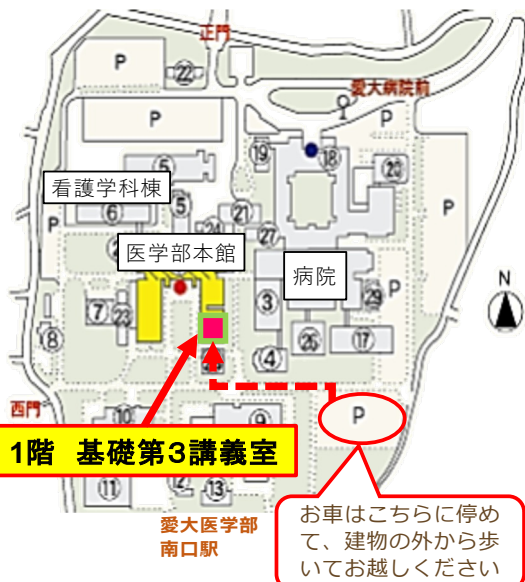 正門
P
22
愛大病院前
P
P
19
18
20
5
看護学科棟
6
5
21
P
P
24
医学部本館
27
病院
3
29
P
7
23
8
26
17
4
N
西門
10
9
P
1階 基礎第3講義室
11
12
13
愛大医学部
南口駅
お車はこちらに停め
て、建物の外から歩
いてお越しください